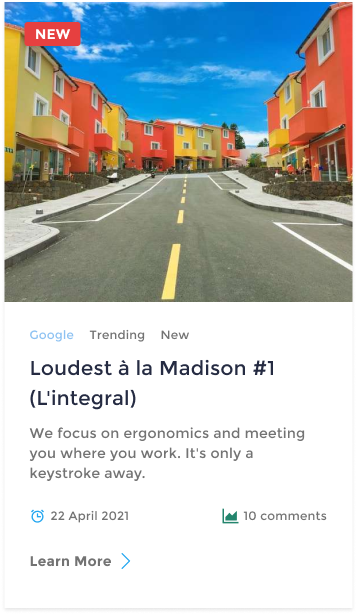 NEW
Google Trending New
Loudest à la Madison #1
(L'integral)
We focus on ergonomics and meeting
you where you work. It's only a
keystroke away.
22 April 2021 10 comments
Learn More